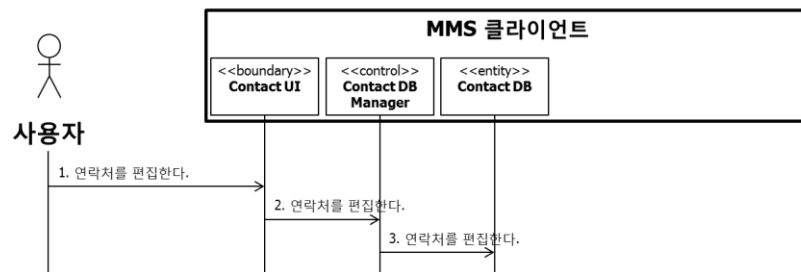 MMS 클라이언트
<<boundary>>
Contact UI
<<control>>
Contact DB
Manager
<<entity>>
Contact DB
사용자
1. 연락처를 편집한다.
2. 연락처를 편집한다.
3. 연락처를 편집한다.